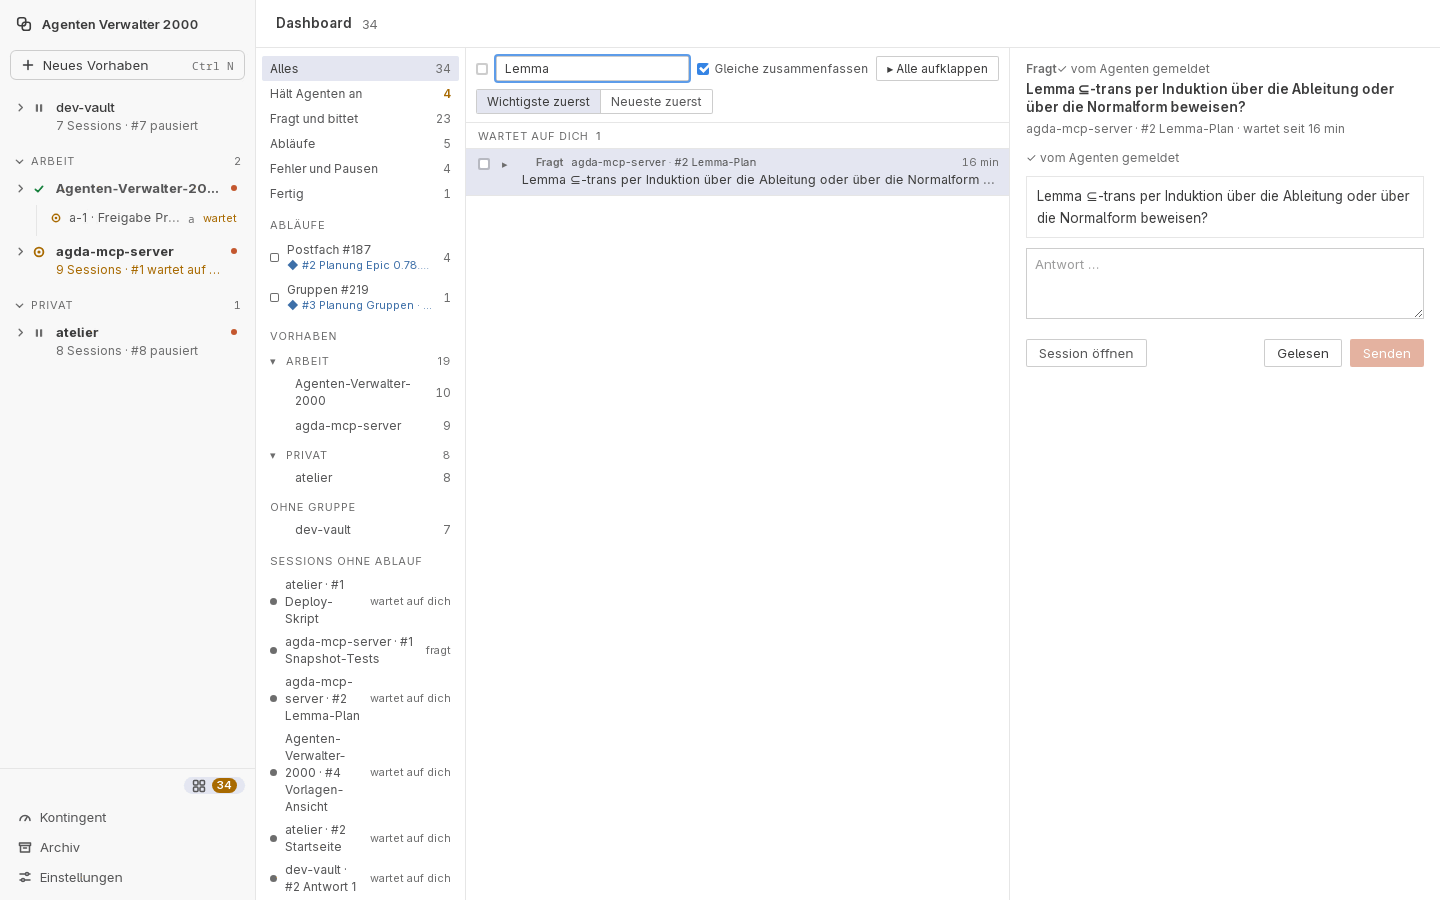 Agenten Verwalter 2000
Neues Vorhaben Ctrl N
dev-vault
7 Sessions · #7 pausiert
ARBEIT 2
Agenten-Verwalter-20…
a-1 · Freigabe Pr… a wartet
agda-mcp-server
9 Sessions · #1 wartet auf …
PRIVAT 1
atelier
8 Sessions · #8 pausiert
34
Kontingent
Archiv
Einstellungen
Dashboard 34
Alles 34
Hält Agenten an 4
Fragt und bittet 23
Abläufe 5
Fehler und Pausen 4
Fertig 1
ABLÄUFE
Postfach #187 4
◆ #2 Planung Epic 0.78.…
Gruppen #219 1
◆ #3 Planung Gruppen · …
VORHABEN
▾ ARBEIT 19
Agenten-Verwalter-
2000 10
agda-mcp-server 9
▾ PRIVAT 8
atelier 8
OHNE GRUPPE
dev-vault 7
SESSIONS OHNE ABLAUF
atelier · #1
Deploy- wartet auf dich
Skript
agda-mcp-server · #1
Snapshot-Tests fragt
agda-mcp-
server · #2 wartet auf dich
Lemma-Plan
Agenten-
Verwalter-
2000 · #4 wartet auf dich
Vorlagen-
Ansicht
atelier · #2
Startseite wartet auf dich
dev-vault ·
#2 Antwort 1 wartet auf dich
Lemma
Gleiche zusammenfassen
▸ Alle aufklappen
Wichtigste zuerst Neueste zuerst
WARTET AUF DICH 1
▸ Fragt agda-mcp-server · #2 Lemma-Plan 16 min
Lemma ⊆-trans per Induktion über die Ableitung oder über die Normalform …
Fragt✓ vom Agenten gemeldet
Lemma ⊆-trans per Induktion über die Ableitung oder
über die Normalform beweisen?
agda-mcp-server · #2 Lemma-Plan · wartet seit 16 min
✓ vom Agenten gemeldet
Lemma ⊆-trans per Induktion über die Ableitung oder über
die Normalform beweisen?
Antwort …
Session öffnen Gelesen Senden